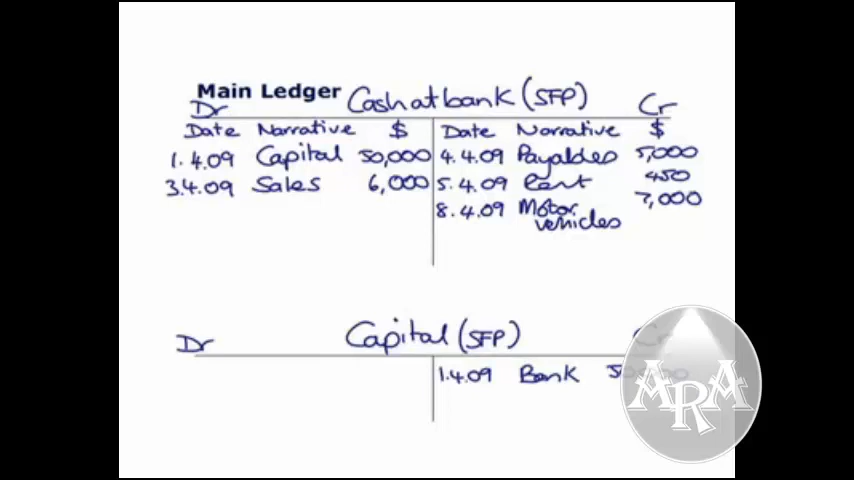 Main Ledger Cash at bank (SFP)
Dr Cr
Date Narrative $ Date Narrative $
1.4.09 Capital 50,000 4.4.09 Payables 5,000
3.4.09 Sales 6,000 5.4.09 Rent 450
8.4.09 Motor vehicles 7,000
Dr Capital (SFP) Cr
1.4.09 Bank
ARA